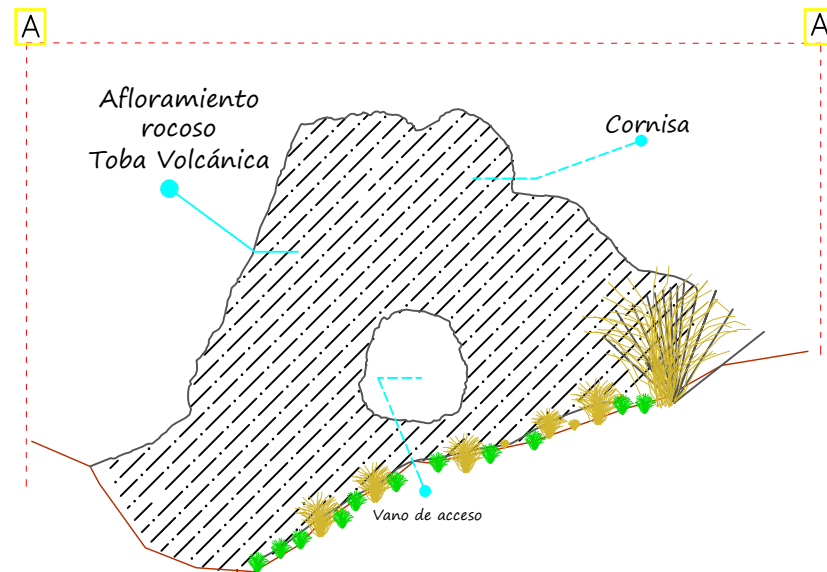 A
A
Afloramiento
rocoso
Toba Volcánica
Cornisa
Vano de acceso